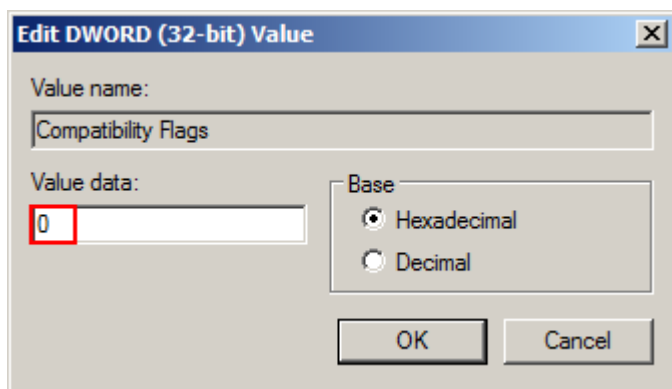 Edit DWORD (32-bit) Value
Value name:
Compatibility Flags
Value data:
0
Base
Hexadecimal
Decimal
OK
Cancel